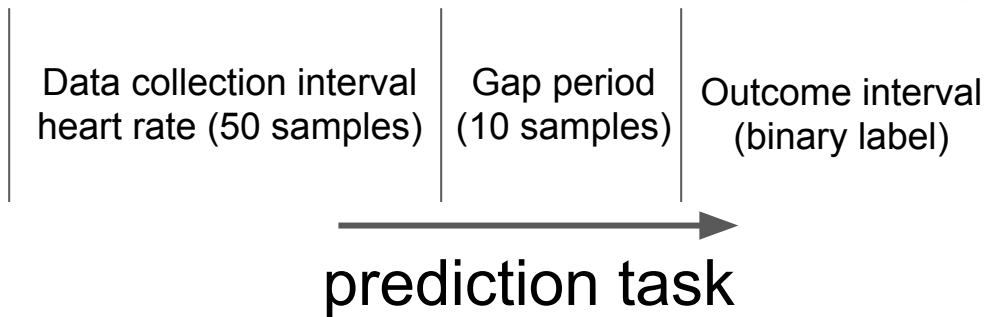 Data collection interval
heart rate (50 samples)
Gap period
(10 samples)
Outcome interval
(binary label)
prediction task